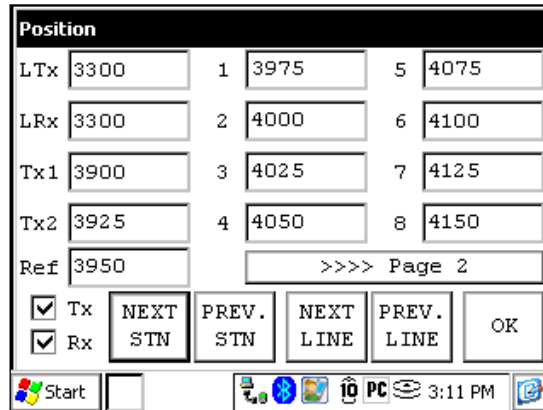 Position
LTx 3300 1 3975 5 4075
LRx 3300 2 4000 6 4100
Tx1 3900 3 4025 7 4125
Tx2 3925 4 4050 8 4150
Ref 3950 >>>> Page 2
Tx NEXT PREV. NEXT PREV. OK
Rx STN STN LINE LINE
Start PC 3:11 PM